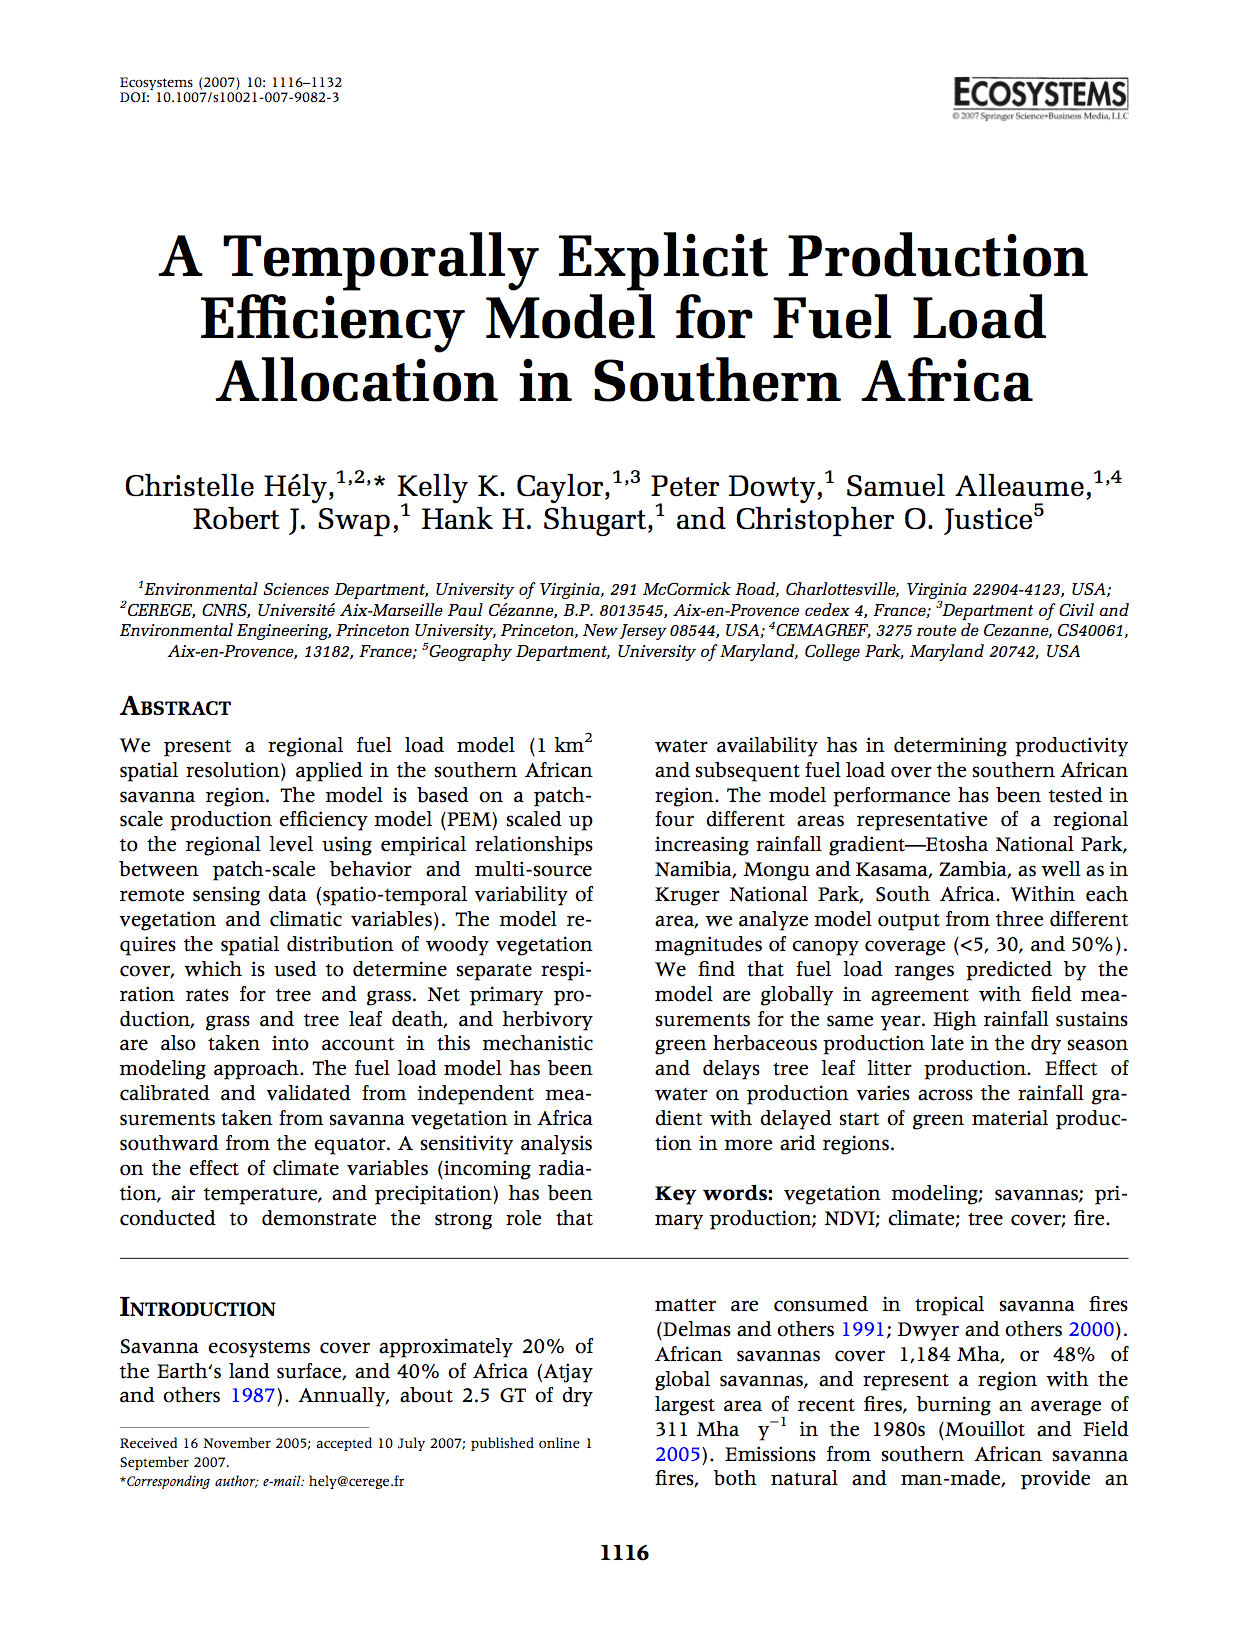 Ecosystems (2007) 10: 1116–1132
DOI: 10.1007/s10021-007-9082-3
ECOSYSTEMS
© 2007 Springer Science+Business Media, LLC
A Temporally Explicit Production
Efficiency Model for Fuel Load
Allocation in Southern Africa
Christelle Hély,1,2,* Kelly K. Caylor,1,3 Peter Dowty,1 Samuel Alleaume,1,4
Robert J. Swap,1 Hank H. Shugart,1 and Christopher O. Justice5
1Environmental Sciences Department, University of Virginia, 291 McCormick Road, Charlottesville, Virginia 22904-4123, USA;
2CEREGE, CNRS, Université Aix-Marseille Paul Cézanne, B.P. 8013545, Aix-en-Provence cedex 4, France; 3Department of Civil and
Environmental Engineering, Princeton University, Princeton, New Jersey 08544, USA; 4CEMAGREF, 3275 route de Cezanne, CS40061,
Aix-en-Provence, 13182, France; 5Geography Department, University of Maryland, College Park, Maryland 20742, USA
ABSTRACT
We present a regional fuel load model (1 km2
spatial resolution) applied in the southern African
savanna region. The model is based on a patch-
scale production efficiency model (PEM) scaled up
to the regional level using empirical relationships
between patch-scale behavior and multi-source
remote sensing data (spatio-temporal variability of
vegetation and climatic variables). The model re-
quires the spatial distribution of woody vegetation
cover, which is used to determine separate respi-
ration rates for tree and grass. Net primary pro-
duction, grass and tree leaf death, and herbivory
are also taken into account in this mechanistic
modeling approach. The fuel load model has been
calibrated and validated from independent mea-
surements taken from savanna vegetation in Africa
southward from the equator. A sensitivity analysis
on the effect of climate variables (incoming radia-
tion, air temperature, and precipitation) has been
conducted to demonstrate the strong role that
water availability has in determining productivity
and subsequent fuel load over the southern African
region. The model performance has been tested in
four different areas representative of a regional
increasing rainfall gradient—Etosha National Park,
Namibia, Mongu and Kasama, Zambia, as well as in
Kruger National Park, South Africa. Within each
area, we analyze model output from three different
magnitudes of canopy coverage (<5, 30, and 50%).
We find that fuel load ranges predicted by the
model are globally in agreement with field mea-
surements for the same year. High rainfall sustains
green herbaceous production late in the dry season
and delays tree leaf litter production. Effect of
water on production varies across the rainfall gra-
dient with delayed start of green material produc-
tion in more arid regions.
Key words: vegetation modeling; savannas; pri-
mary production; NDVI; climate; tree cover; fire.
INTRODUCTION
Savanna ecosystems cover approximately 20% of
the Earth's land surface, and 40% of Africa (Atjay
and others 1987). Annually, about 2.5 GT of dry
matter are consumed in tropical savanna fires
(Delmas and others 1991; Dwyer and others 2000).
African savannas cover 1,184 Mha, or 48% of
global savannas, and represent a region with the
largest area of recent fires, burning an average of
311 Mha y−1 in the 1980s (Mouillot and Field
2005). Emissions from southern African savanna
fires, both natural and man-made, provide an
Received 16 November 2005; accepted 10 July 2007; published online 1
September 2007.
*Corresponding author; e-mail: hely@cerege.fr
1116